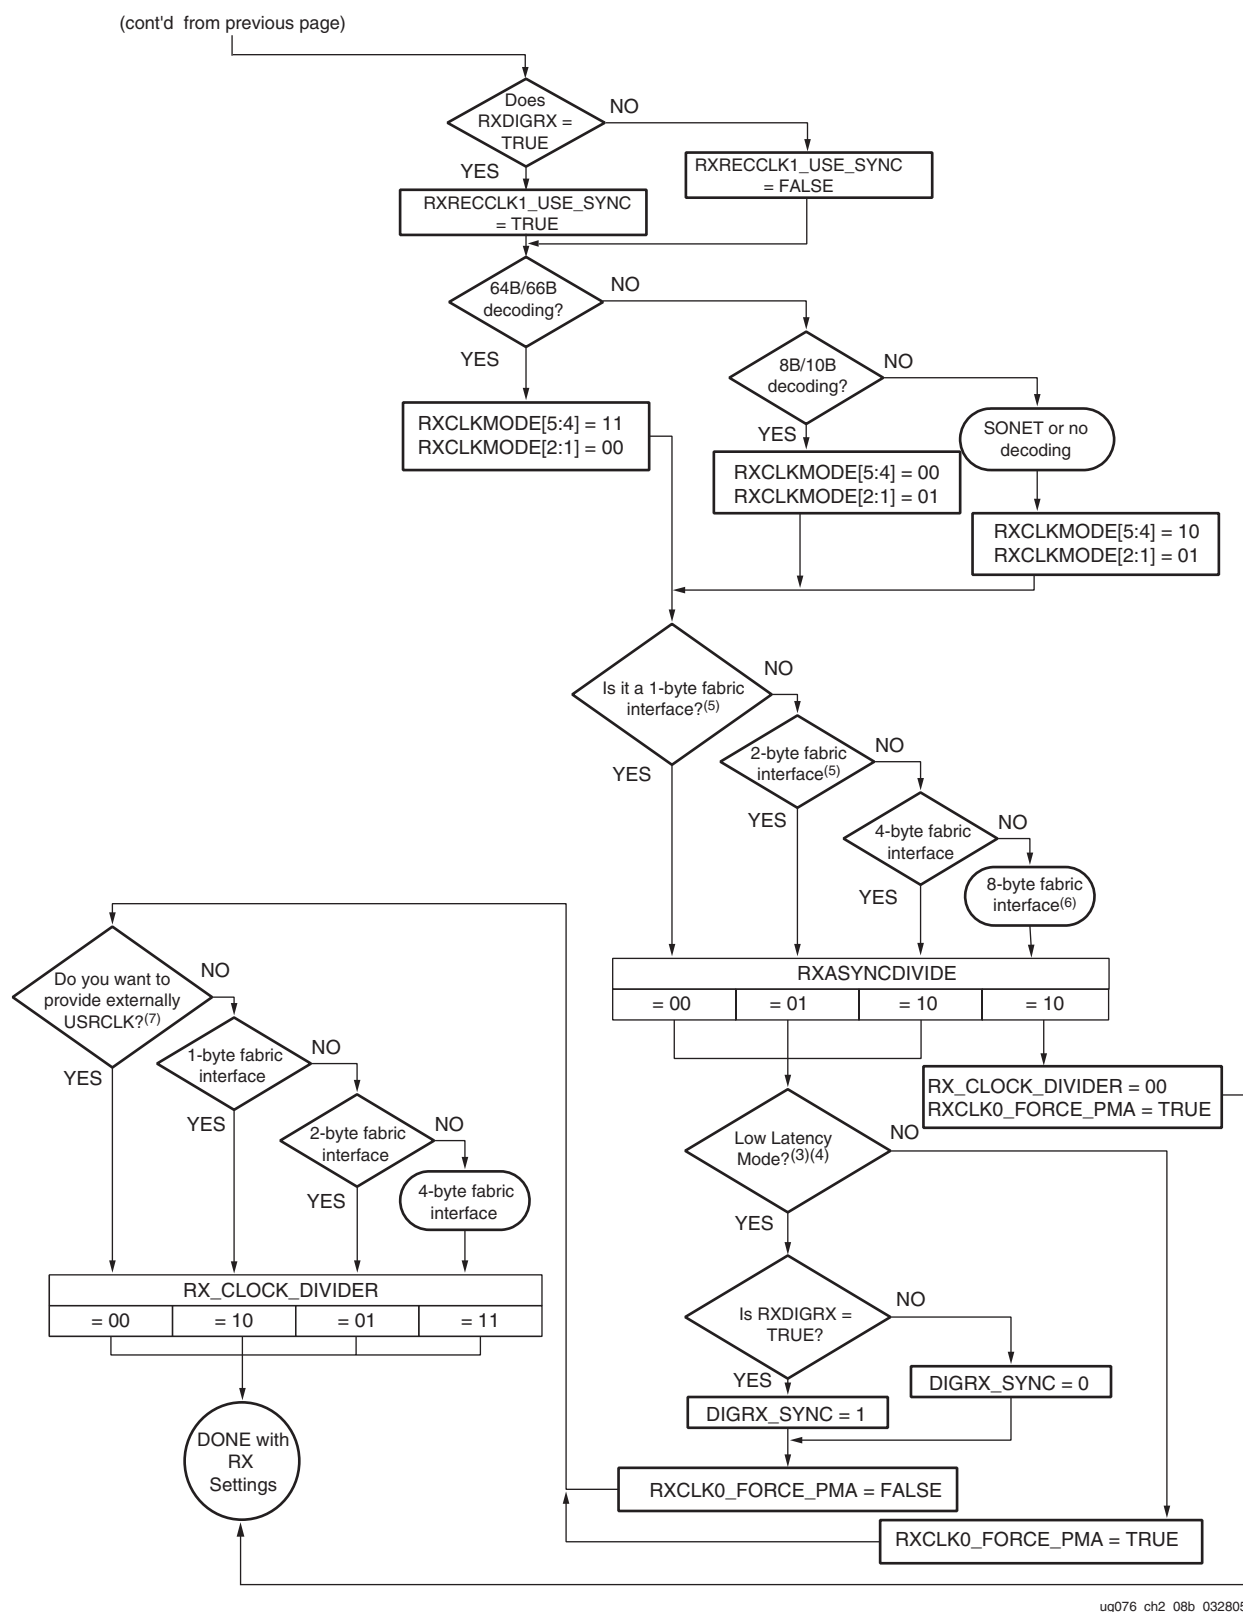 (cont'd from previous page)
Does
RXDIGRX =
TRUE
NO
YES
RXRECCLK1_USE_SYNC
= FALSE
RXRECCLK1_USE_SYNC
= TRUE
64B/66B
decoding?
NO
YES
8B/10B
decoding?
NO
YES
RXCLKMODE[5:4] = 11
RXCLKMODE[2:1] = 00
SONET or no
decoding
RXCLKMODE[5:4] = 00
RXCLKMODE[2:1] = 01
RXCLKMODE[5:4] = 10
RXCLKMODE[2:1] = 01
Is it a 1-byte fabric
interface?(5)
NO
YES
2-byte fabric
interface(5)
NO
YES
4-byte fabric
interface
NO
YES
8-byte fabric
interface(6)
RXASYNCDIVIDE
= 00
= 01
= 10
= 10
RX_CLOCK_DIVIDER = 00
RXCLK0_FORCE_PMA = TRUE
Low Latency
Mode?(3)(4)
NO
YES
Is RXDIGRX =
TRUE?
NO
YES
DIGRX_SYNC = 0
DIGRX_SYNC = 1
RXCLK0_FORCE_PMA = FALSE
RXCLK0_FORCE_PMA = TRUE
Do you want to
provide externally
USRCLK?(7)
NO
YES
1-byte fabric
interface
NO
YES
2-byte fabric
interface
NO
YES
4-byte fabric
interface
RX_CLOCK_DIVIDER
= 00
= 10
= 01
= 11
DONE with
RX
Settings
ug076_ch2_08b_032805